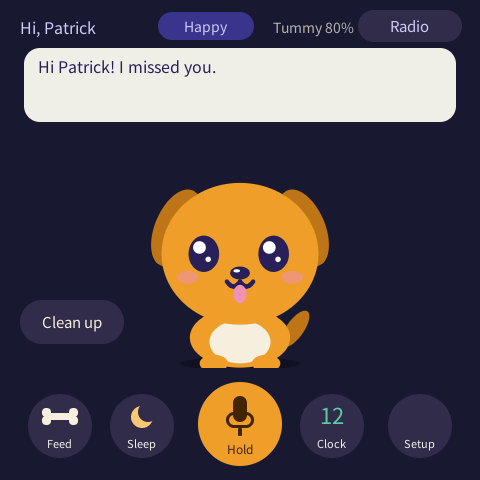 Hi, Patrick
Happy
Tummy 80%
Radio
Hi Patrick! I missed you.
Clean up
Feed
Sleep
Hold
12
Clock
Setup